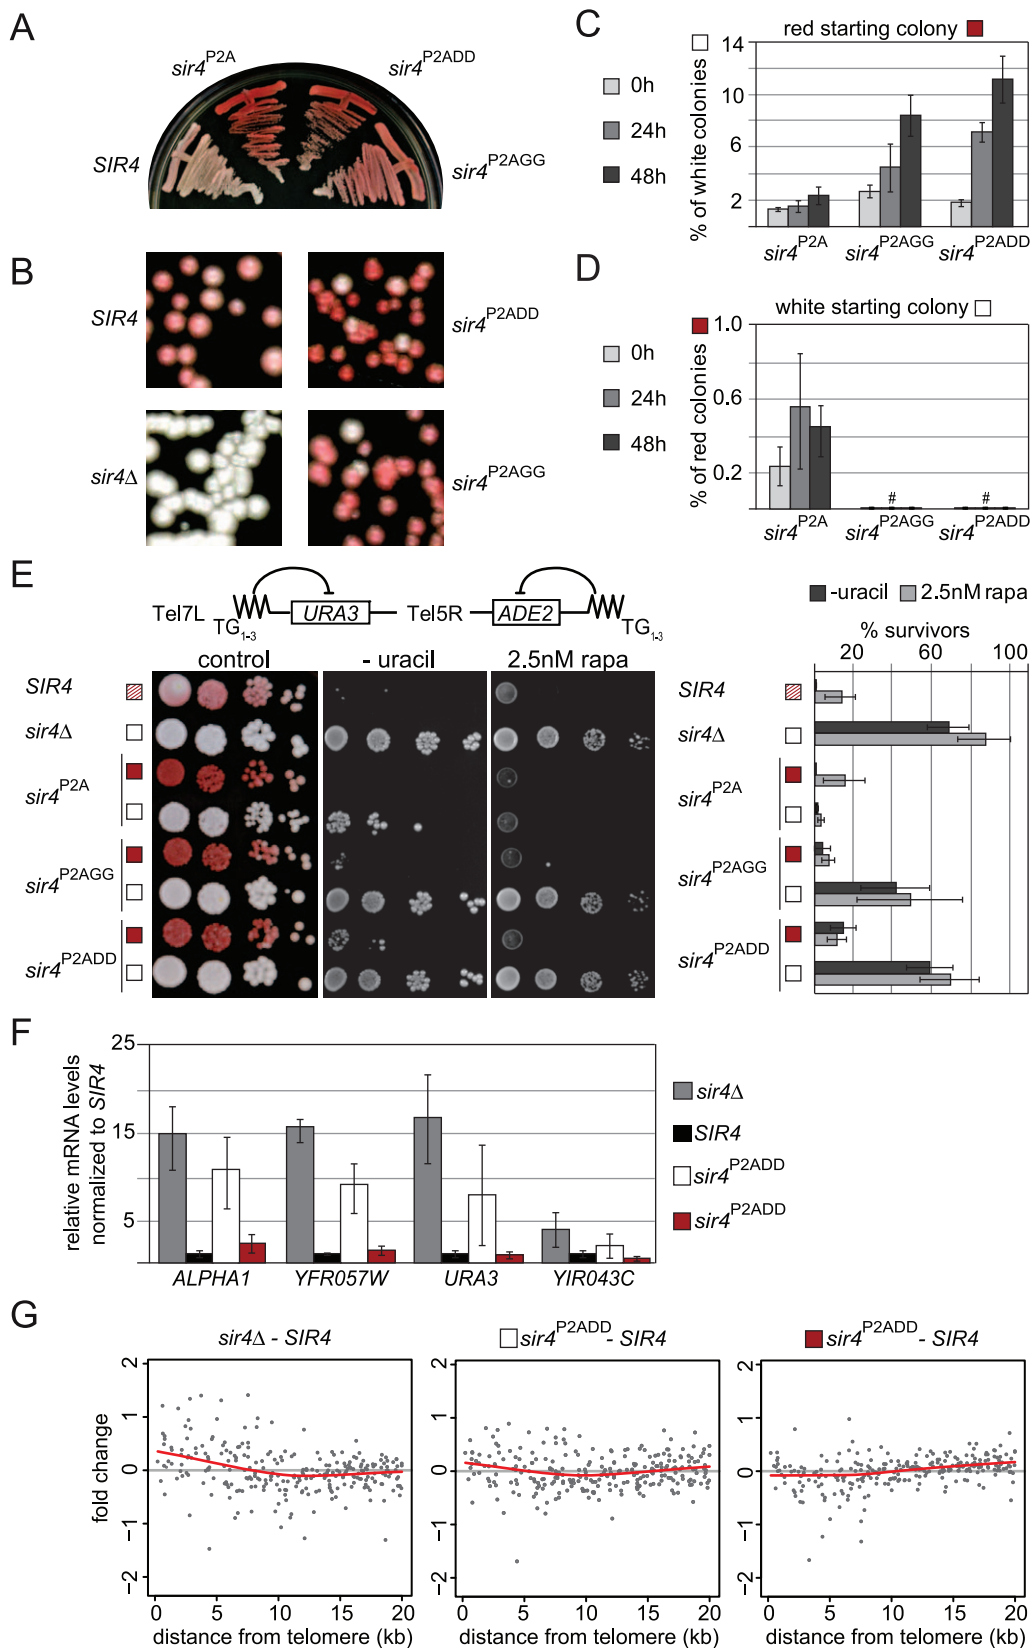 A
sir4P2A
sir4P2ADD
SIR4
sir4P2AGG
B
SIR4
sir4P2ADD
sir4Δ
sir4P2AGG
C
red starting colony
0h
24h
48h
% of white colonies
14
10
6
2
sir4P2A sir4P2AGG sir4P2ADD
D
white starting colony
0h
24h
48h
% of red colonies
1.0
0.6
0.2
# #
sir4P2A sir4P2AGG sir4P2ADD
E
Tel7L TG1-3 URA3 Tel5R ADE2 TG1-3
control - uracil 2.5nM rapa
SIR4
sir4Δ
sir4P2A
sir4P2AGG
sir4P2ADD
-uracil 2.5nM rapa
% survivors
20 60 100
SIR4
sir4Δ
sir4P2A
sir4P2AGG
sir4P2ADD
F
relative mRNA levels
normalized to SIR4
25
15
5
ALPHA1 YFR057W URA3 YIR043C
sir4Δ
SIR4
sir4P2ADD
sir4P2ADD
G
sir4Δ - SIR4
fold change
2
1
0
−1
−2
0 5 10 15 20
distance from telomere (kb)
sir4P2ADD - SIR4
2
1
0
−1
−2
0 5 10 15 20
distance from telomere (kb)
sir4P2ADD - SIR4
2
1
0
−1
−2
0 5 10 15 20
distance from telomere (kb)